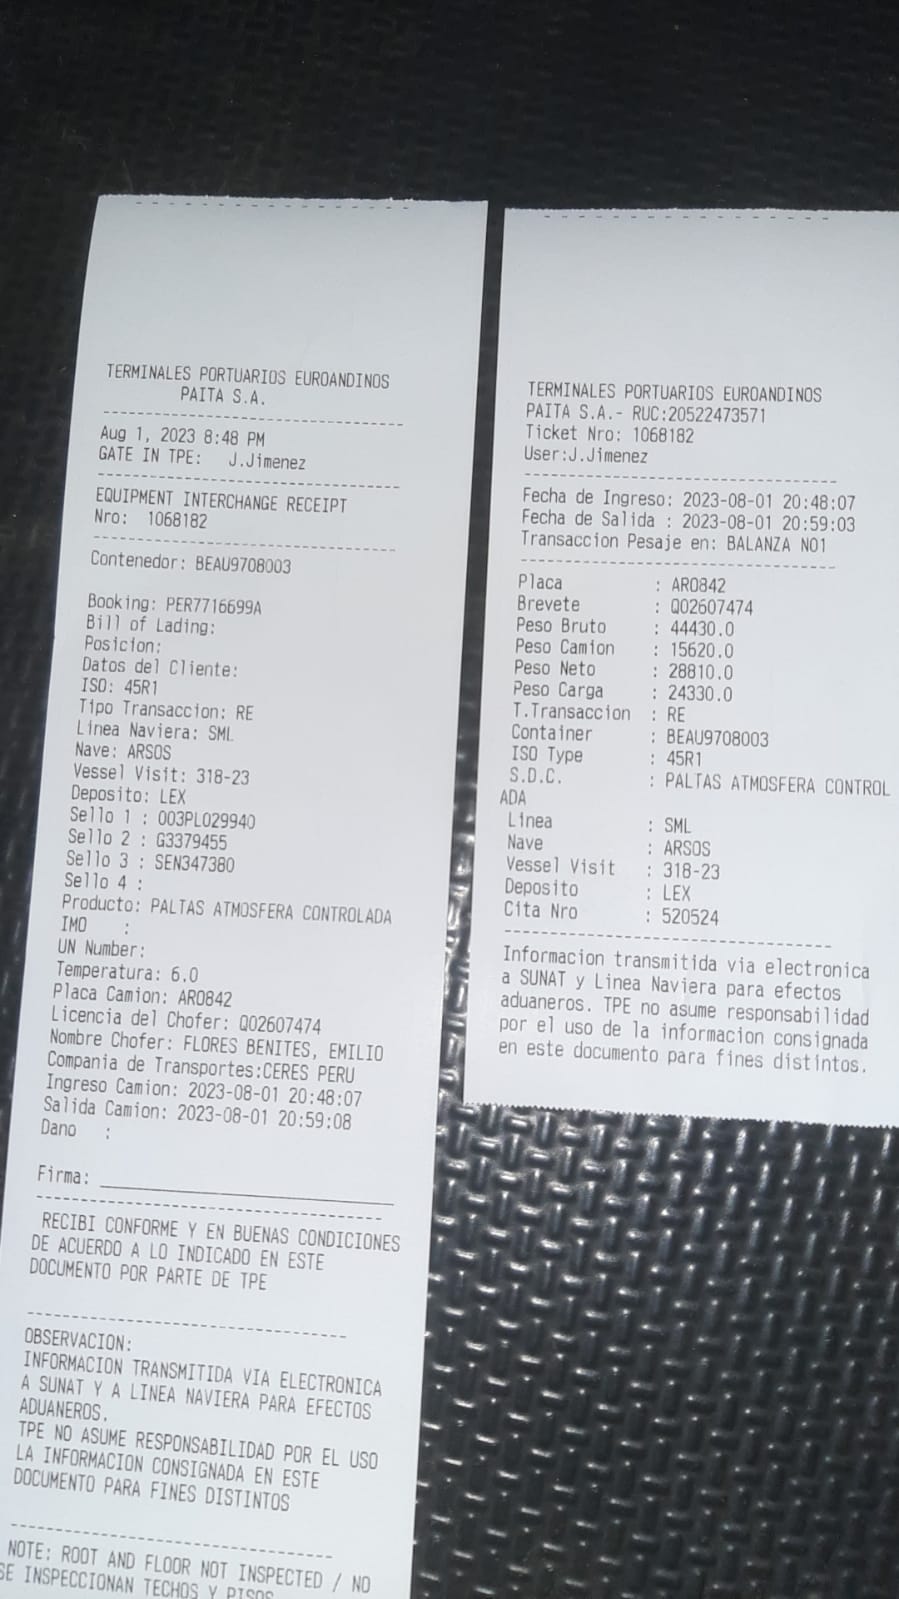 TERMINALES PORTUARIOS EUROANDINOS
PAITA S.A.
Aug 1, 2023 8:48 PM
GATE IN TPE: J.Jimenez
EQUIPMENT INTERCHANGE RECEIPT
Nro: 1068182
Contenedor: BEAU9708003
Booking: PER7716699A
Bill of Lading:
Posicion:
Datos del Cliente:
ISO: 45R1
Tipo Transaccion: RE
Linea Naviera: SML
Nave: ARSOS
Vessel Visit: 318-23
Deposito: LEX
Sello 1 : 003PL029940
Sello 2 : G3379455
Sello 3 : SEN347380
Sello 4 :
Producto: PALTAS ATMOSFERA CONTROLADA
IMO :
UN Number:
Temperatura: 6.0
Placa Camion: ARO842
Licencia del Chofer: Q02607474
Nombre Chofer: FLORES BENITES, EMILIO
Compania de Transportes:CERES PERU
Ingreso Camion: 2023-08-01 20:48:07
Salida Camion: 2023-08-01 20:59:08
Dano :
Firma:
RECIBI CONFORME Y EN BUENAS CONDICIONES
DE ACUERDO A LO INDICADO EN ESTE
DOCUMENTO POR PARTE DE TPE
OBSERVACION:
INFORMACION TRANSMITIDA VIA ELECTRONICA
A SUNAT Y A LINEA NAVIERA PARA EFECTOS
ADUANEROS.
TPE NO ASUME RESPONSABILIDAD POR EL USO
LA INFORMACION CONSIGNADA EN ESTE
DOCUMENTO PARA FINES DISTINTOS
NOTE: ROOT AND FLOOR NOT INSPECTED / NO
SE INSPECCIONAN TECHOS Y PISOS
TERMINALES PORTUARIOS EUROANDINOS
PAITA S.A.- RUC:20522473571
Ticket Nro: 1068182
User:J.Jimenez
Fecha de Ingreso: 2023-08-01 20:48:07
Fecha de Salida : 2023-08-01 20:59:03
Transaccion Pesaje en: BALANZA NO1
Placa : ARO842
Brevete : Q02607474
Peso Bruto : 44430.0
Peso Camion : 15620.0
Peso Neto : 28810.0
Peso Carga : 24330.0
T.Transaccion : RE
Container : BEAU9708003
ISO Type : 45R1
S.D.C. : PALTAS ATMOSFERA CONTROL
ADA
Linea : SML
Nave : ARSOS
Vessel Visit : 318-23
Deposito : LEX
Cita Nro : 520524
Informacion transmitida via electronica
a SUNAT y Linea Naviera para efectos
aduaneros. TPE no asume responsabilidad
por el uso de la informacion consignada
en este documento para fines distintos.